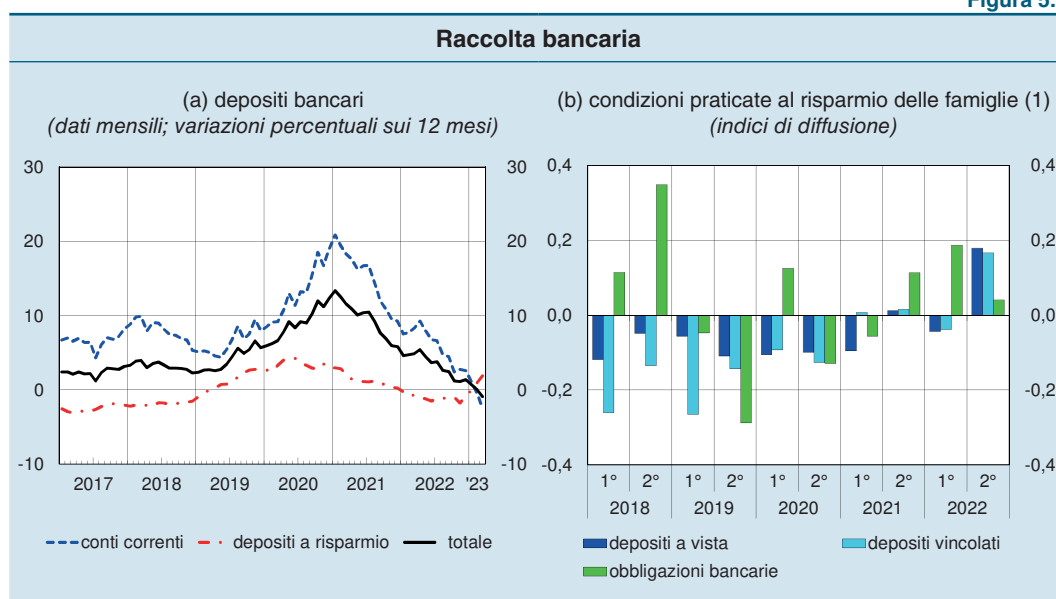 Figura 5.
Raccolta bancaria
(a) depositi bancari
(dati mensili; variazioni percentuali sui 12 mesi)
30 30
20 20
10 10
0 0
-10 -10
2017 2018 2019 2020 2021 2022 '23
conti correnti depositi a risparmio totale
(b) condizioni praticate al risparmio delle famiglie (1)
(indici di diffusione)
0,4 0,4
0,2 0,2
0,0 0,0
-0,2 -0,2
-0,4 -0,4
1° 2° 1° 2° 1° 2° 1° 2° 1° 2°
2018 2019 2020 2021 2022
depositi a vista depositi vincolati
obbligazioni bancarie